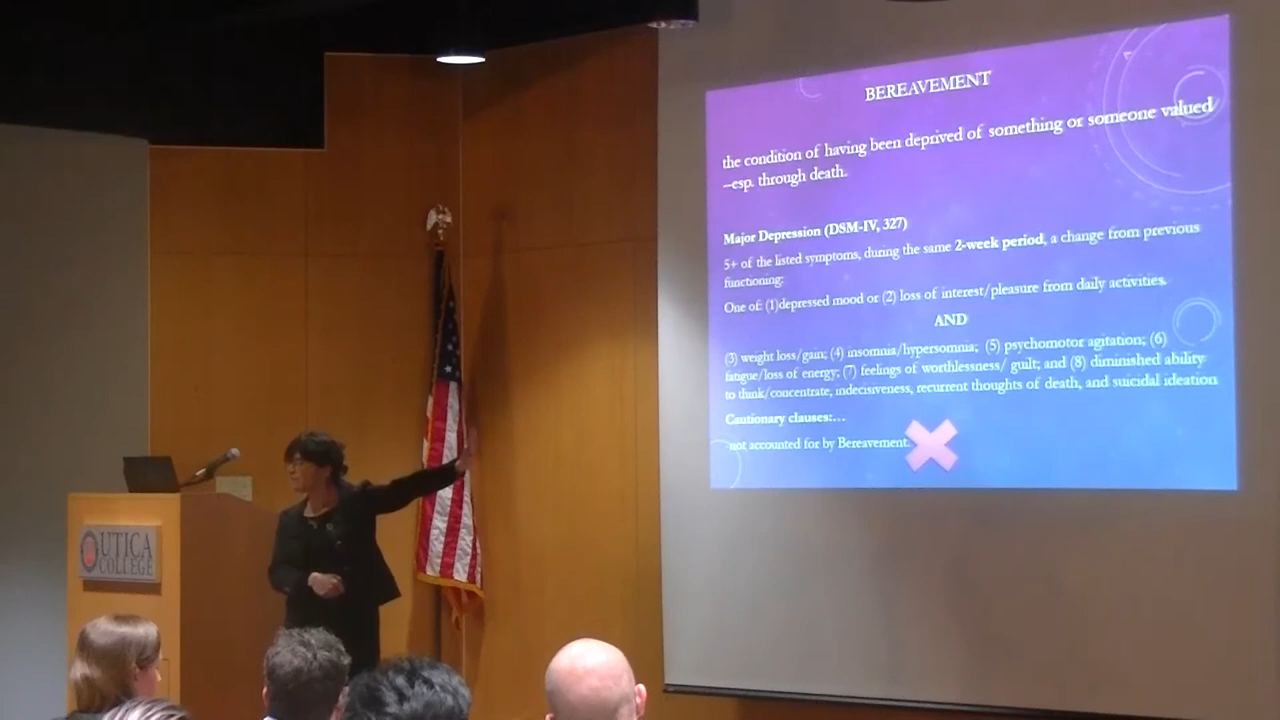 BEREAVEMENT
the condition of having been deprived of something or someone valued
–esp. through death.
Major Depression (DSM-IV, 327)
5+ of the listed symptoms, during the same 2-week period, a change from previous
functioning:
One of: (1)depressed mood or (2) loss of interest/pleasure from daily activities.
AND
(3) weight loss/gain; (4) insomnia/hypersomnia; (5) psychomotor agitation; (6)
fatigue/loss of energy; (7) feelings of worthlessness/ guilt; and (8) diminished ability
to think/concentrate, indecisiveness, recurrent thoughts of death, and suicidal ideation
Cautionary clauses:…
-not accounted for by Bereavement.
UTICA
COLLEGE